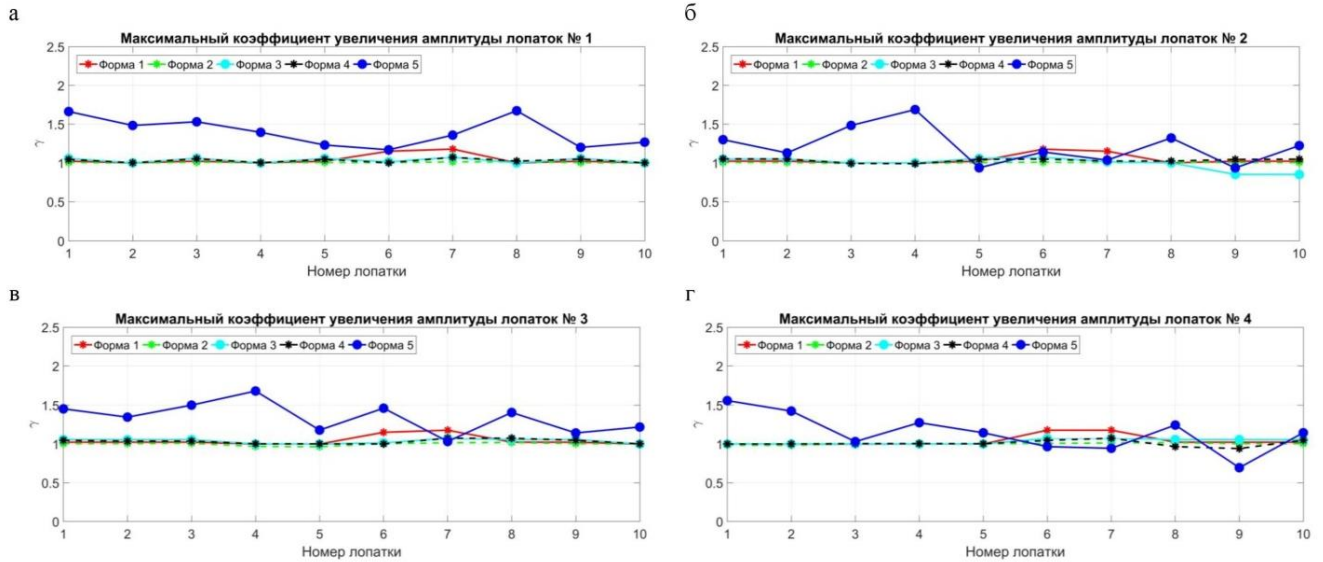 а
Максимальный коэффициент увеличения амплитуды лопаток № 1
2.5
2
1.5
1
0.5
0
γ
Форма 1 Форма 2 Форма 3 Форма 4 Форма 5
1 2 3 4 5 6 7 8 9 10
Номер лопатки
б
Максимальный коэффициент увеличения амплитуды лопаток № 2
2.5
2
1.5
1
0.5
0
γ
Форма 1 Форма 2 Форма 3 Форма 4 Форма 5
1 2 3 4 5 6 7 8 9 10
Номер лопатки
в
Максимальный коэффициент увеличения амплитуды лопаток № 3
2.5
2
1.5
1
0.5
0
γ
Форма 1 Форма 2 Форма 3 Форма 4 Форма 5
1 2 3 4 5 6 7 8 9 10
Номер лопатки
г
Максимальный коэффициент увеличения амплитуды лопаток № 4
2.5
2
1.5
1
0.5
0
γ
Форма 1 Форма 2 Форма 3 Форма 4 Форма 5
1 2 3 4 5 6 7 8 9 10
Номер лопатки